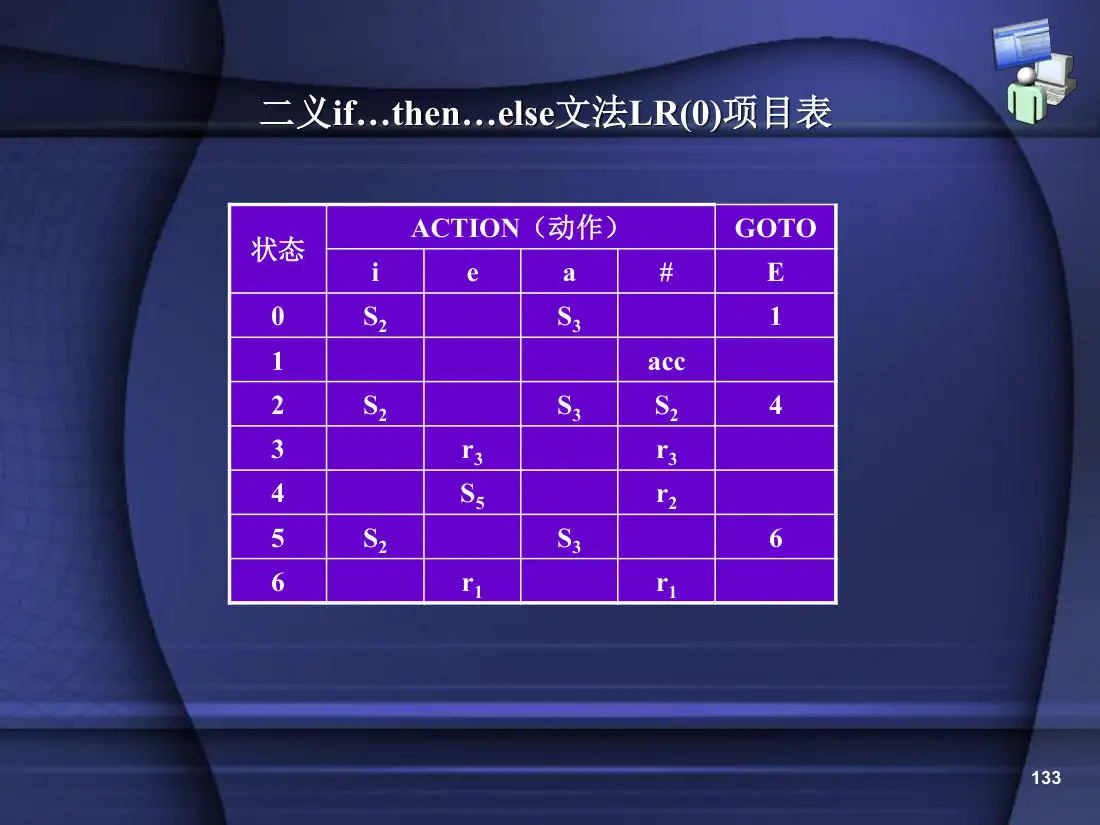 二义if…then…else文法LR(0)项目表
状态 ACTION（动作） GOTO
i e a # E
0 S2 S3 1
1 acc
2 S2 S3 S2 4
3 r3 r3
4 S5 r2
5 S2 S3 6
6 r1 r1
133